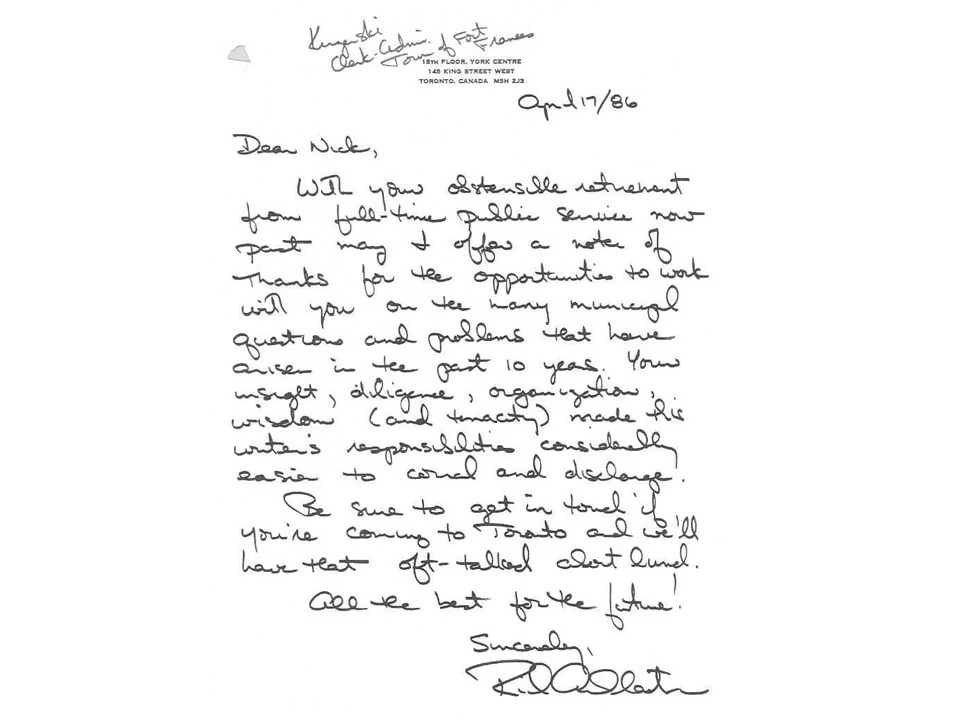 Clerk-Admin.
Town of Fort Frances
15TH FLOOR, YORK CENTRE
145 KING STREET WEST
TORONTO, CANADA M5H 2J3
April 17/86
Dear Nick,
With your obstensible retirement
from full-time public service now
past may I offer a note of
thanks for the opportunities to work
with you on the many municipal
questions and problems that have
arisen in the past 10 years. Your
insight, diligence, organization,
wisdom (and tenacity) made this
writer's responsibilities considerably
easier to corral and discharge.
Be sure to get in touch if
you're coming to Toronto and we'll
have that oft-talked about lunch.
All the best for the future!
Sincerely,